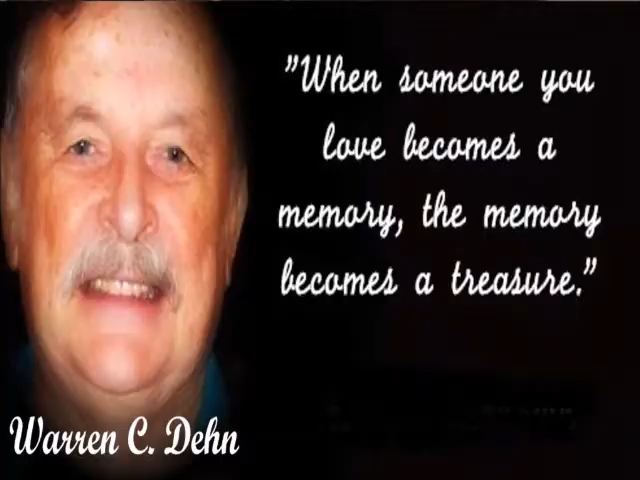 "When someone you
love becomes a
memory, the memory
becomes a treasure."
Warren C. Dehn